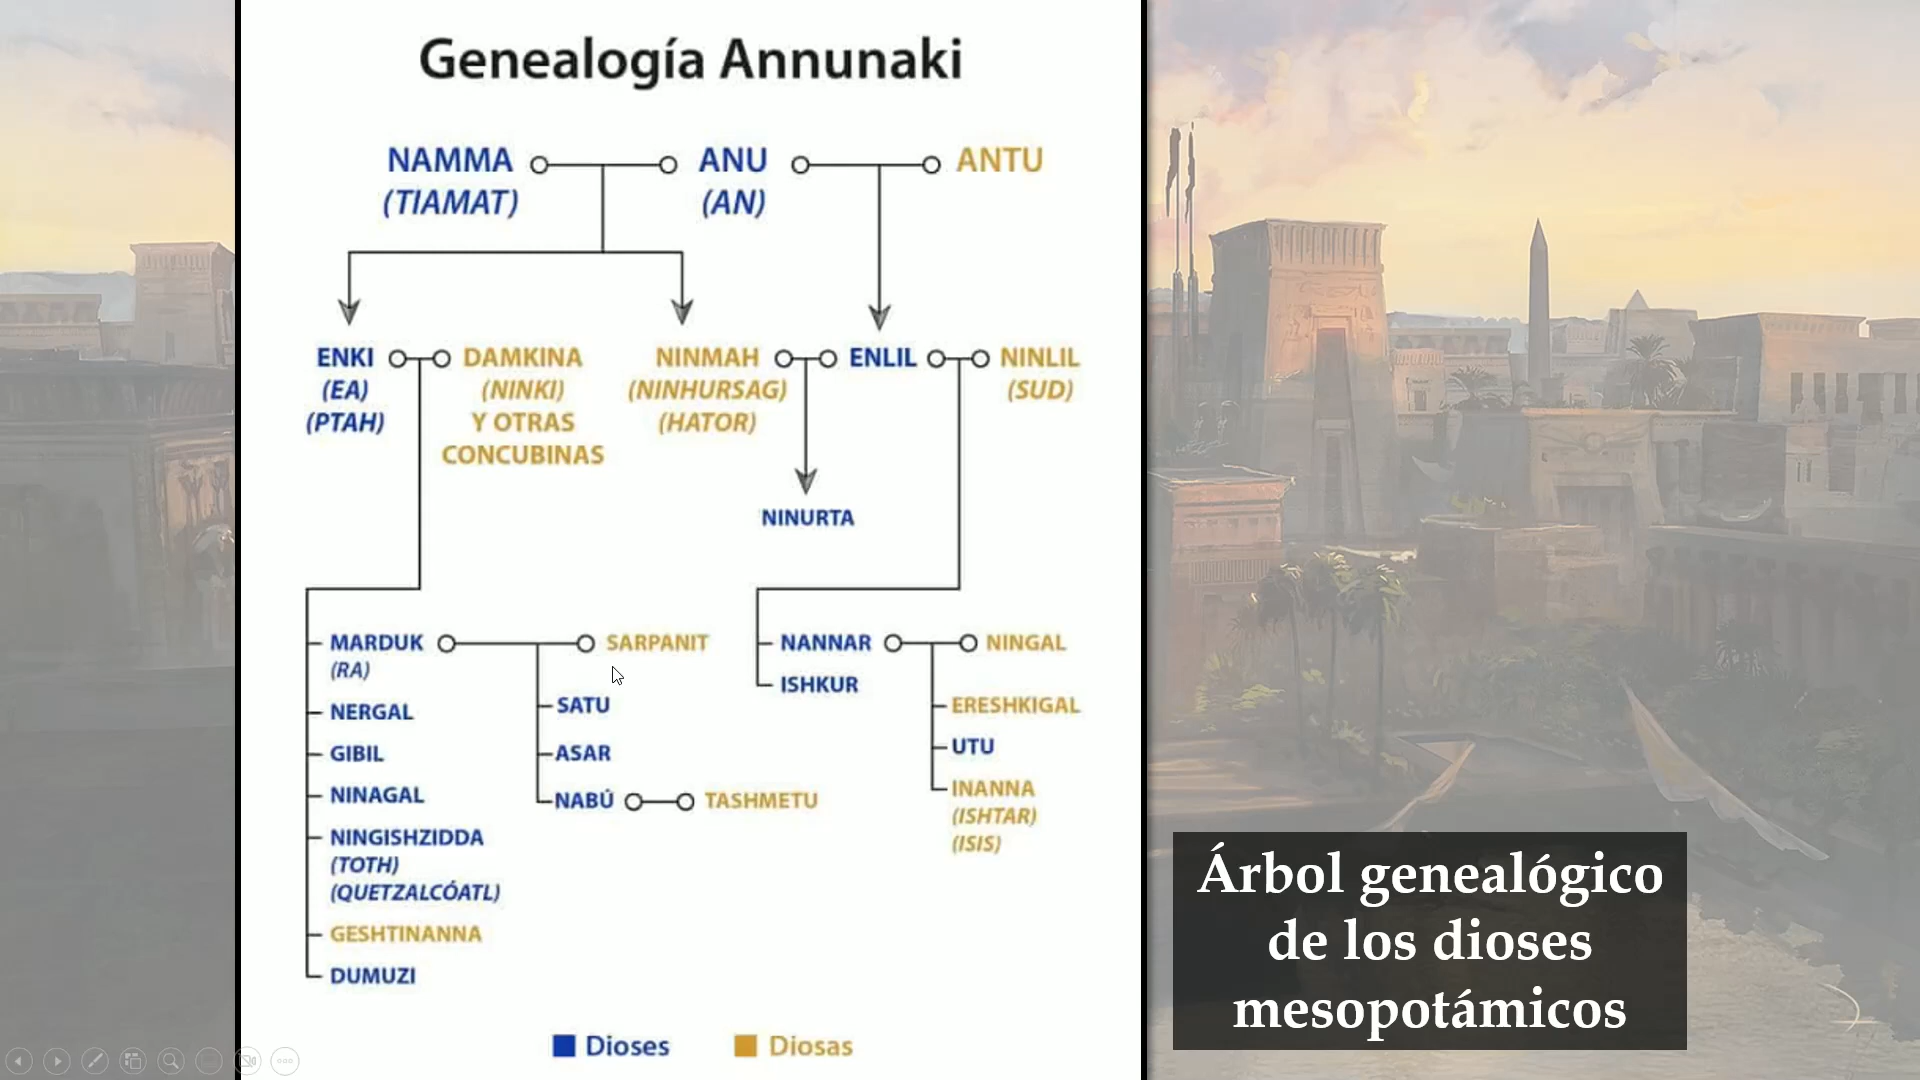 Genealogía Annunaki
NAMMA
(TIAMAT)
ANU
(AN)
ANTU
ENKI
(EA)
(PTAH)
DAMKINA
(NINKI)
Y OTRAS
CONCUBINAS
NINMAH
(NINHURSAG)
(HATOR)
ENLIL
NINLIL
(SUD)
NINURTA
MARDUK
(RA)
SARPANIT
NERGAL
GIBIL
NINAGAL
NINGISHZIDDA
(TOTH)
(QUETZALCÓATL)
GESHTINANNA
DUMUZI
SATU
ASAR
NABÚ
TASHMETU
NANNAR
NINGAL
ISHKUR
ERESHKIGAL
UTU
INANNA
(ISHTAR)
(ISIS)
Dioses
Diosas
Árbol genealógico
de los dioses
mesopotámicos